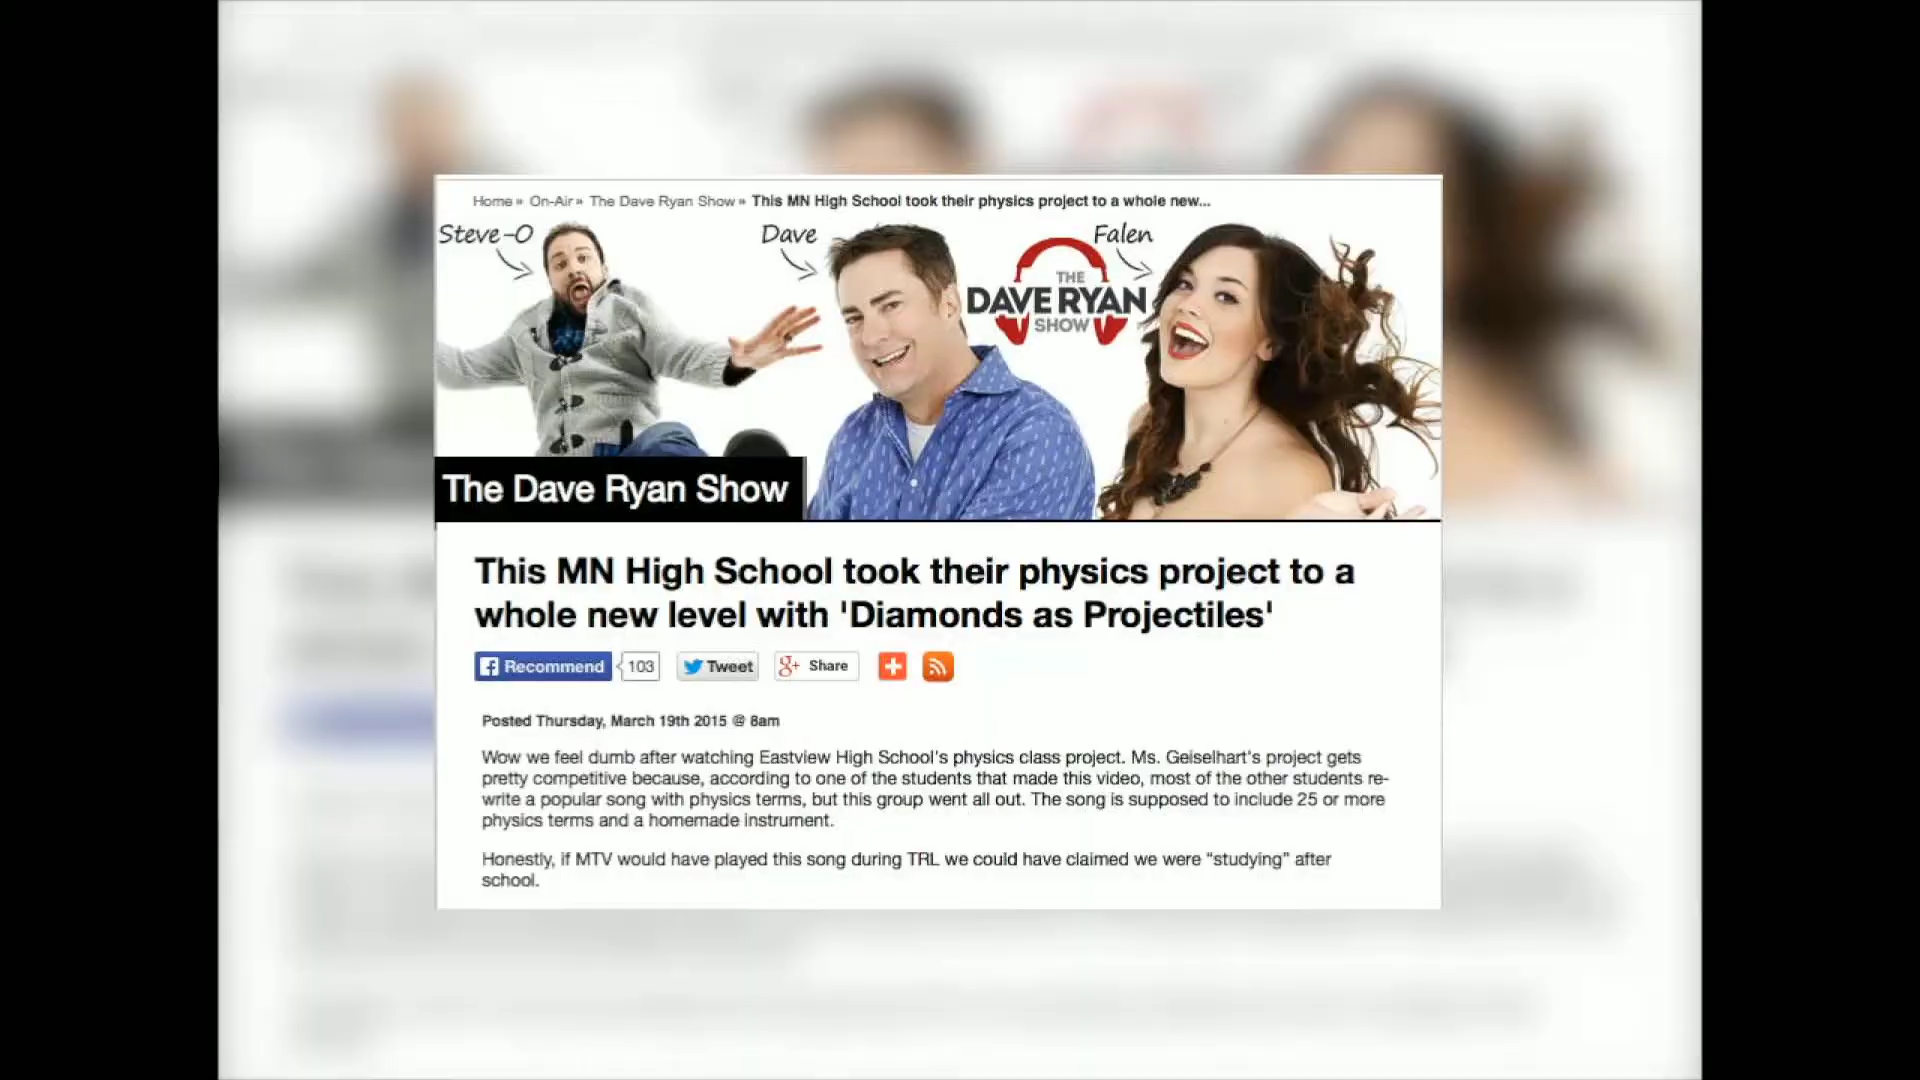 Home » On-Air » The Dave Ryan Show » This MN High School took their physics project to a whole new...
Steve-O
Dave
Falen
THE
DAVE RYAN
SHOW
The Dave Ryan Show
This MN High School took their physics project to a
whole new level with 'Diamonds as Projectiles'
Recommend 103 Tweet g+ Share
Posted Thursday, March 19th 2015 @ 8am
Wow we feel dumb after watching Eastview High School's physics class project. Ms. Geiselhart's project gets
pretty competitive because, according to one of the students that made this video, most of the other students re-
write a popular song with physics terms, but this group went all out. The song is supposed to include 25 or more
physics terms and a homemade instrument.
Honestly, if MTV would have played this song during TRL we could have claimed we were “studying” after
school.